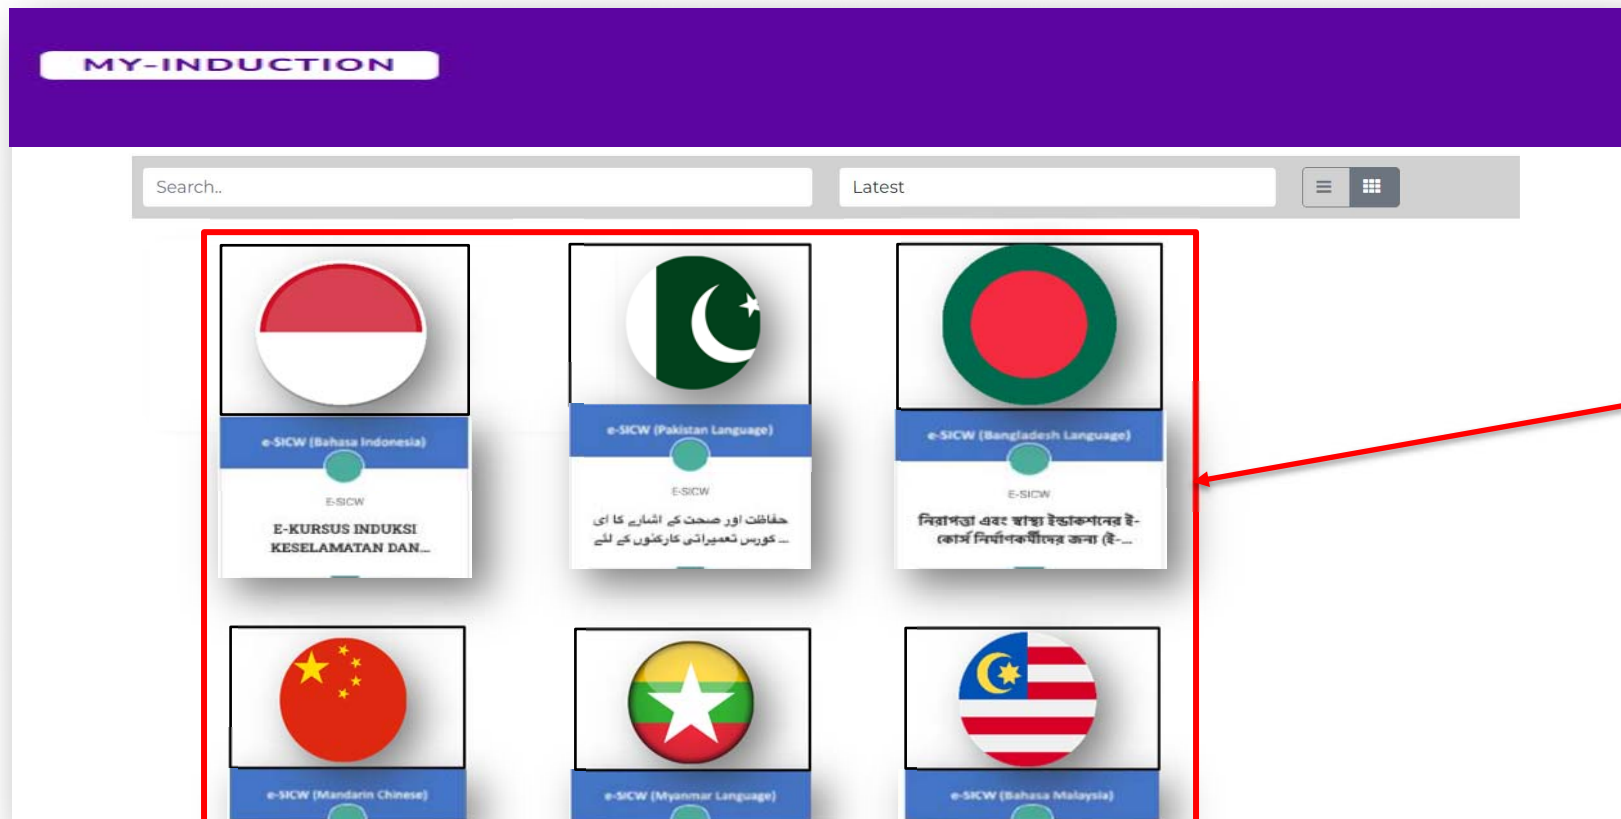 MY-INDUCTION
Search..
Latest
e-SICW (Bahasa Indonesia)
E-SICW
E-KURSUS INDUKSI
KESELAMATAN DAN...
e-SICW (Pakistan Language)
E-SICW
حفاظت اور صحت کے اشارے کا ای
کورس تعمیراتی کارکنوں کے لئے ...
e-SICW (Bangladesh Language)
E-SICW
নিরাপত্তা এবং স্বাস্থ্য ইন্ডাকশনের ই-
কোর্স নির্মাণকর্মীদের জন্য (ই-...
e-SICW (Mandarin Chinese)
e-SICW (Myanmar Language)
e-SICW (Bahasa Malaysia)